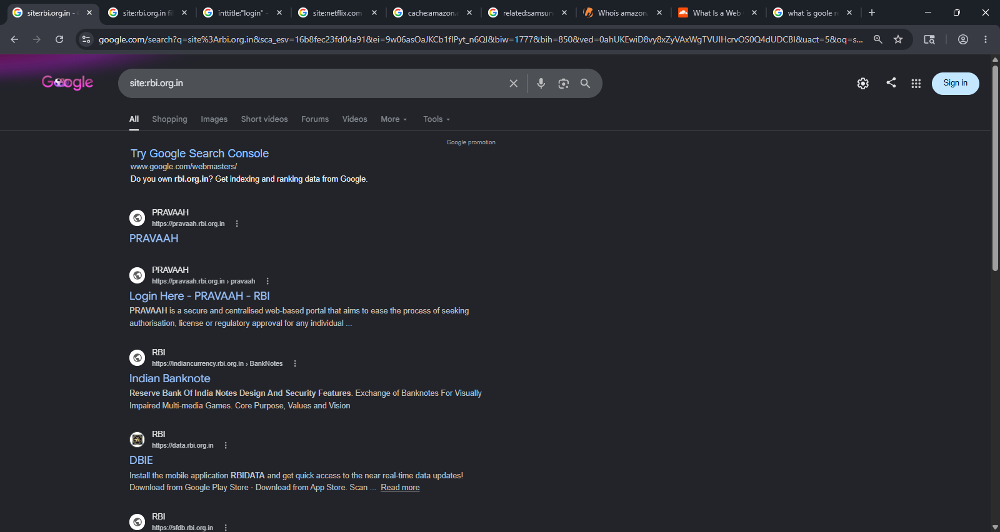 site:rbi.org.in -
site:rbi.org.in fi
inttitle:"login" -
site:netflix.com
cache:amazon.c
related:samsun
Whois amazon.
What Is a Web
what is goole re
google.com/search?q=site%3Arbi.org.in&sca_esv=16b8fec23fd04a91&ei=9w06asOaJKCb1fIPyt_n6QI&biw=1777&bih=850&ved=0ahUKEwiD8vy8xZyVAxWgTVUIHcrvOS0Q4dUDCBI&uact=5&oq=s...
Google
site:rbi.org.in
Sign in
All Shopping Images Short videos Forums Videos More Tools
Google promotion
Try Google Search Console
www.google.com/webmasters/
Do you own rbi.org.in? Get indexing and ranking data from Google.
PRAVAAH
https://pravaah.rbi.org.in
PRAVAAH
PRAVAAH
https://pravaah.rbi.org.in › pravaah
Login Here - PRAVAAH - RBI
PRAVAAH is a secure and centralised web-based portal that aims to ease the process of seeking
authorisation, license or regulatory approval for any individual ...
RBI
https://indiancurrency.rbi.org.in › BankNotes
Indian Banknote
Reserve Bank Of India Notes Design And Security Features. Exchange of Banknotes For Visually
Impaired Multi-media Games. Core Purpose, Values and Vision
RBI
https://data.rbi.org.in
DBIE
Install the mobile application RBIDATA and get quick access to the near real-time data updates!
Download from Google Play Store · Download from App Store. Scan ... Read more
RBI
https://sfdb.rbi.org.in